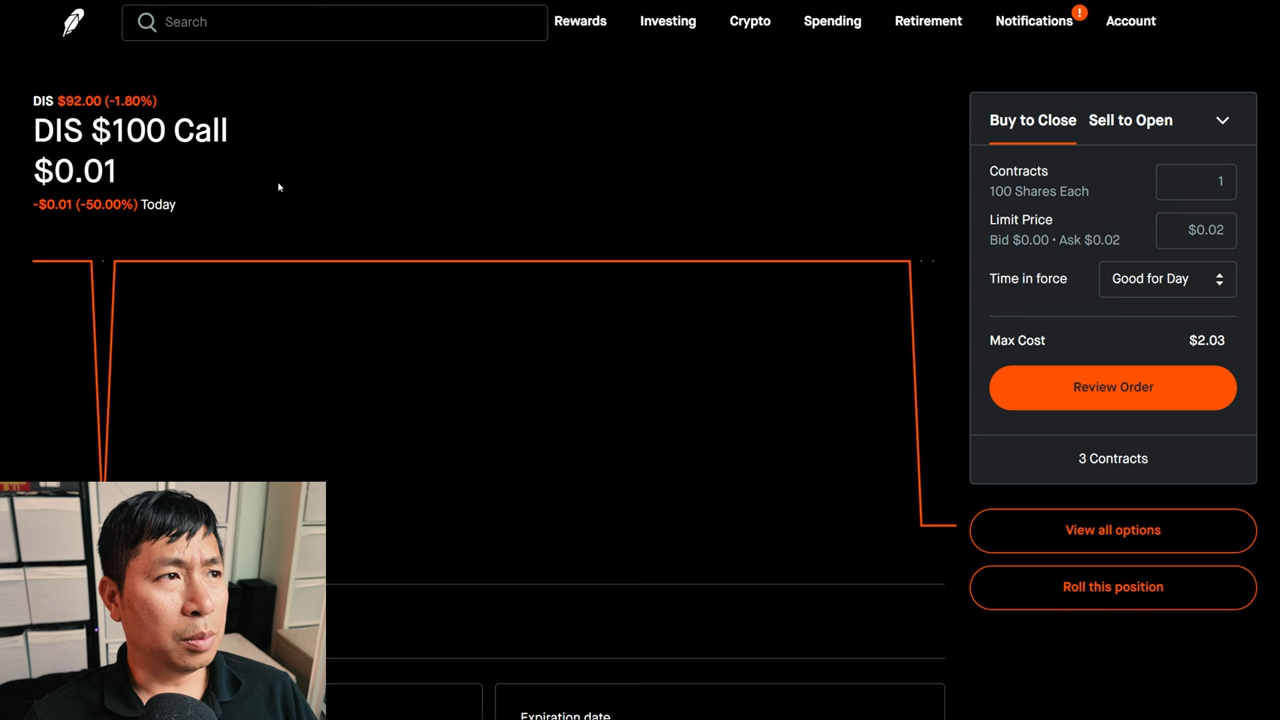 Search
Rewards
Investing
Crypto
Spending
Retirement
Notifications
!
Account
DIS $92.00 (-1.80%)
DIS $100 Call
$0.01
-$0.01 (-50.00%) Today
Buy to Close
Sell to Open
Contracts
100 Shares Each
1
Limit Price
Bid $0.00 • Ask $0.02
$0.02
Time in force
Good for Day
Max Cost
$2.03
Review Order
3 Contracts
View all options
Roll this position
Expiration date